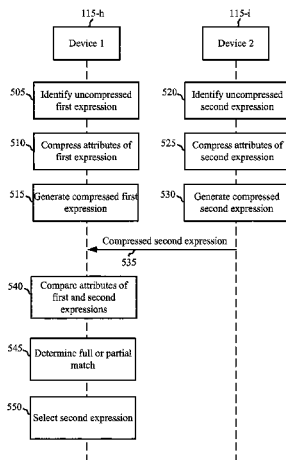 115-h
115-i
Device 1
Device 2
505
Identify uncompressed
first expression
520
Identify uncompressed
second expression
510
Compress attributes of
first expression
525
Compress attributes of
second expression
515
Generate compressed first
expression
530
Generate compressed
second expression
Compressed second expression
535
540
Compare attributes of
first and second
expressions
545
Determine full or partial
match
550
Select second expression